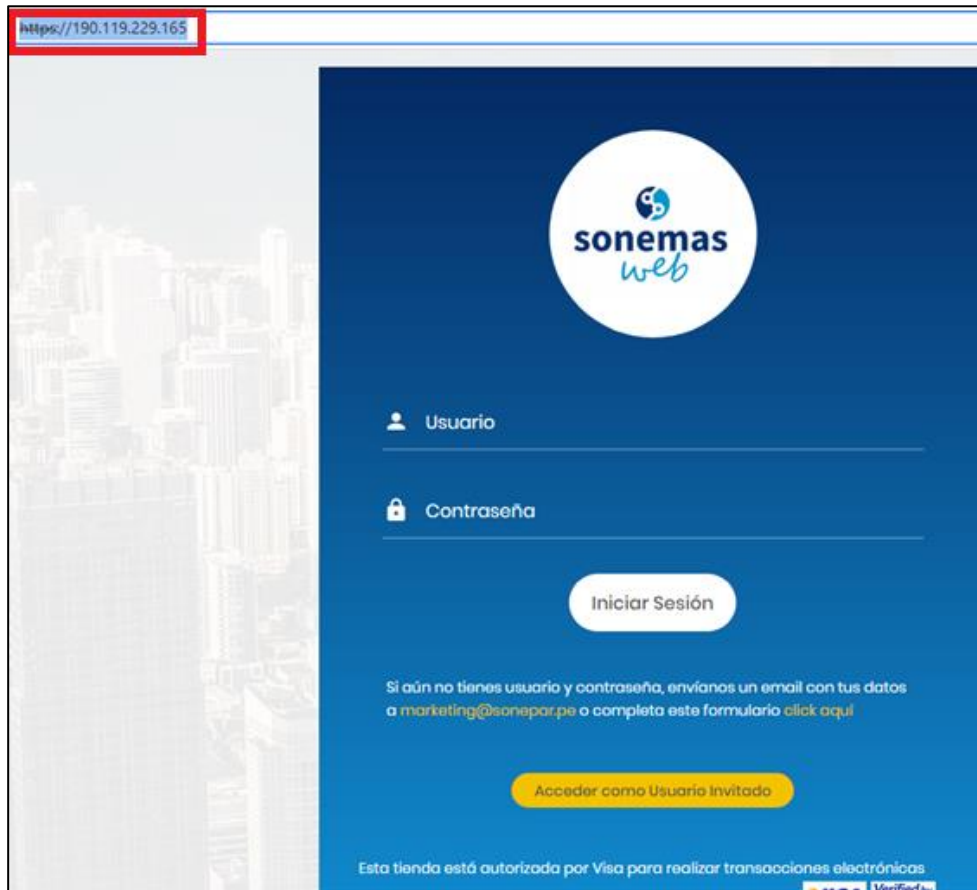 https://190.119.229.165
sonemas
web
Usuario
Contraseña
Iniciar Sesión
Si aún no tienes usuario y contraseña, envíanos un email con tus datos
a marketing@sonepar.pe o completa este formulario click aquí
Acceder como Usuario Invitado
Esta tienda está autorizada por Visa para realizar transacciones electrónicas
Verified by